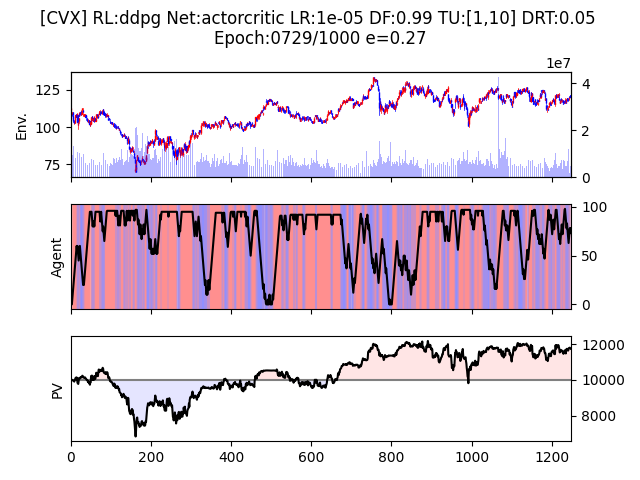 [CVX] RL:ddpg Net:actorcritic LR:1e-05 DF:0.99 TU:[1,10] DRT:0.05
Epoch:0729/1000 e=0.27
1e7
Env.
125
100
75
4
2
0
Agent
100
50
0
PV
12000
10000
8000
0 200 400 600 800 1000 1200